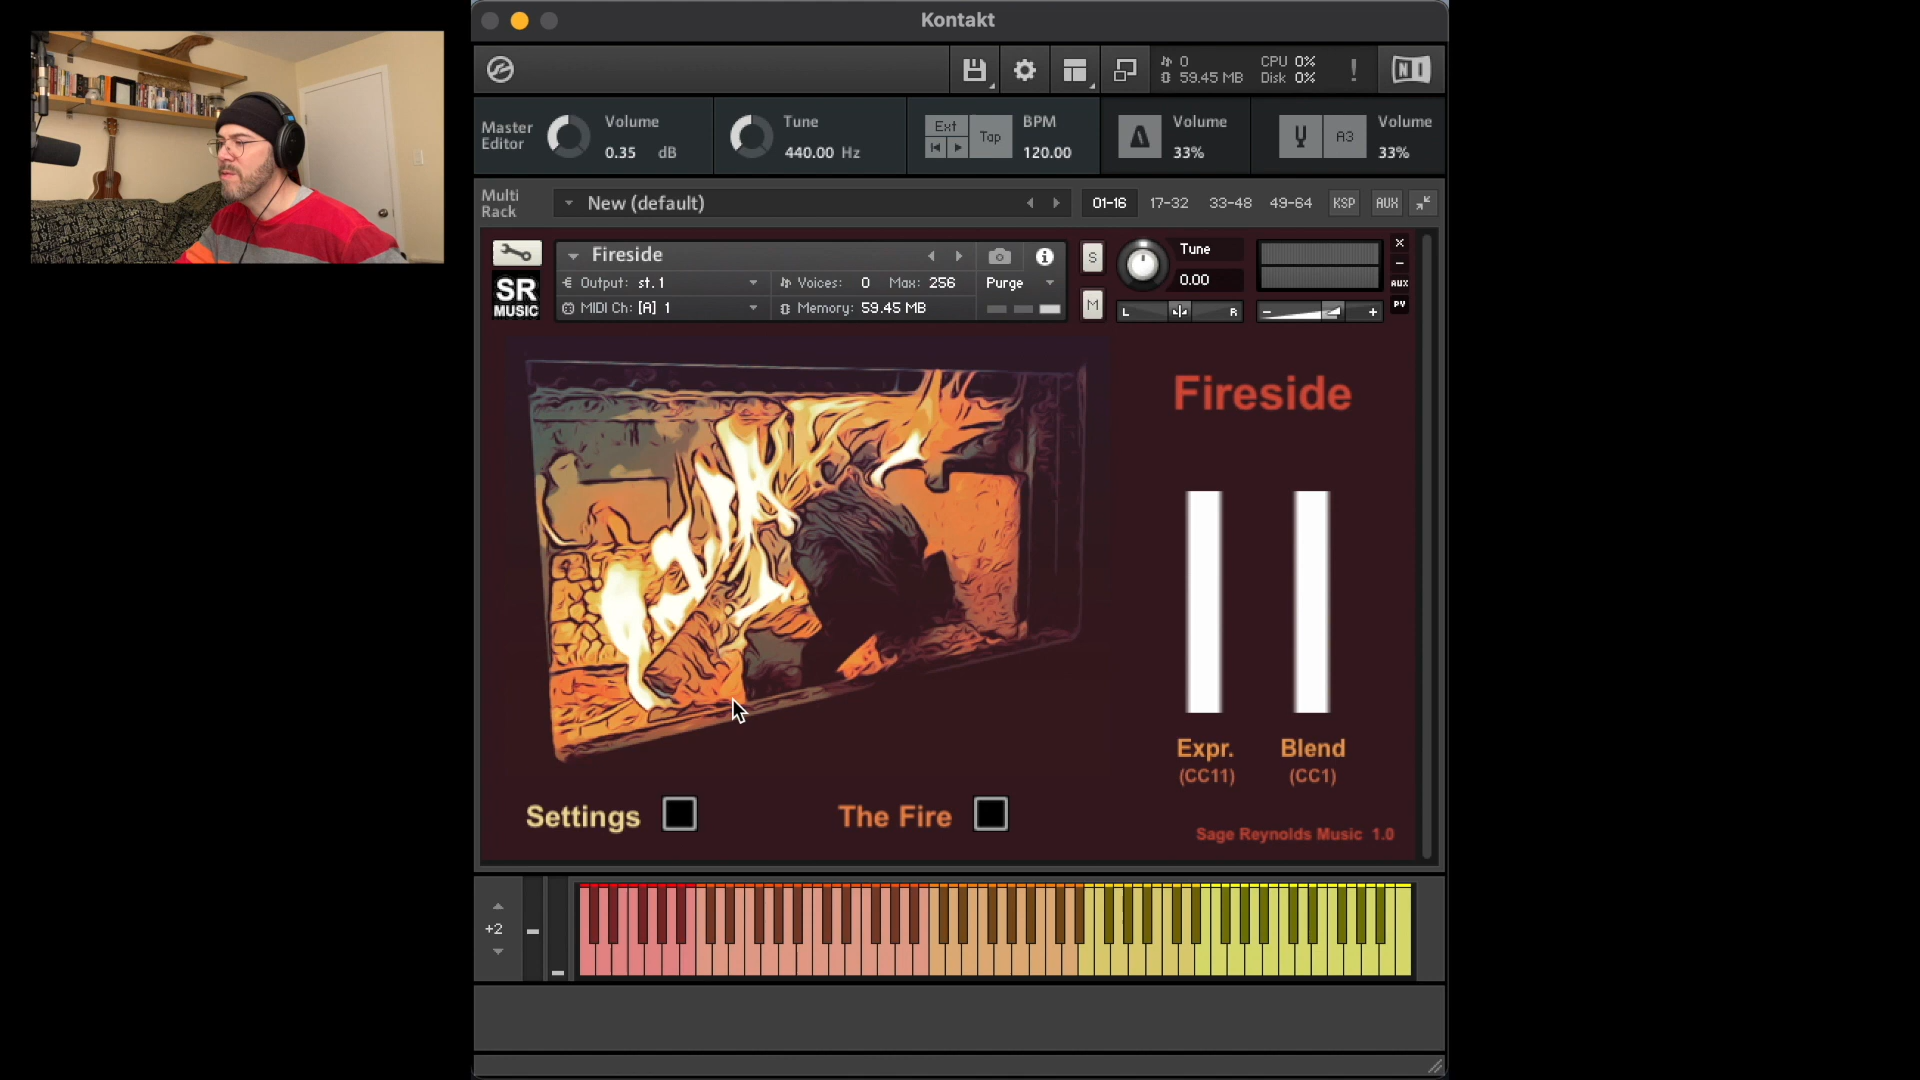 Kontakt
0
59.45 MB
CPU 0%
Disk 0%
!
NI
Master Editor
Volume
0.35 dB
Tune
440.00 Hz
Ext
Tap
BPM
120.00
Volume
33%
A3
Volume
33%
Multi Rack
New (default)
01-16
17-32
33-48
49-64
KSP
AUX
Fireside
S
Tune
0.00
SR MUSIC
Output: st.1
Voices: 0 Max: 256
Purge
M
MIDI Ch: [A] 1
Memory: 59.45 MB
L
R
AUX
PV
Fireside
Expr.
(CC11)
Blend
(CC1)
Settings
The Fire
Sage Reynolds Music 1.0
+2